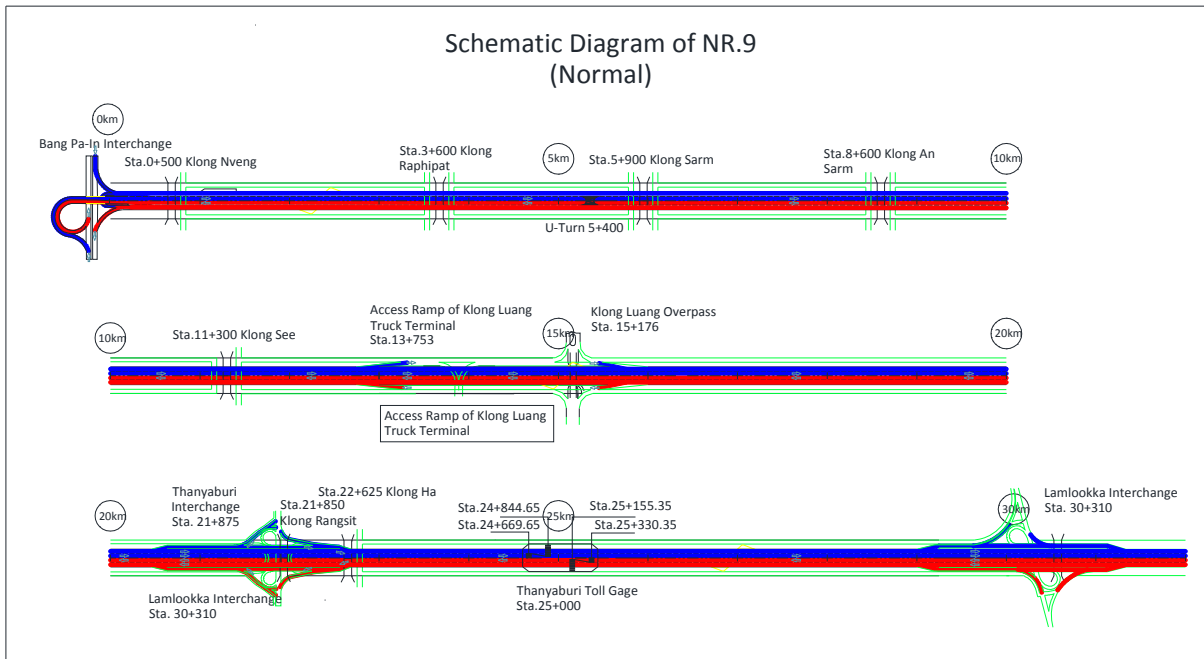 Schematic Diagram of NR.9
(Normal)
0km
Bang Pa-In Interchange
Sta.0+500 Klong Nveng
Sta.3+600 Klong
Raphipat
5km
Sta.5+900 Klong Sarm
Sta.8+600 Klong An
Sarm
10km
U-Turn 5+400
10km
Sta.11+300 Klong See
Access Ramp of Klong Luang
Truck Terminal
Sta.13+753
15km
Klong Luang Overpass
Sta. 15+176
20km
Access Ramp of Klong Luang
Truck Terminal
20km
Thanyaburi
Interchange
Sta. 21+875
Sta.21+850
Klong Rangsit
Sta.22+625 Klong Ha
Sta.24+844.65
Sta.24+669.65
25km
Sta.25+155.35
Sta.25+330.35
30km
Lamlookka Interchange
Sta. 30+310
Lamlookka Interchange
Sta. 30+310
Thanyaburi Toll Gage
Sta.25+000